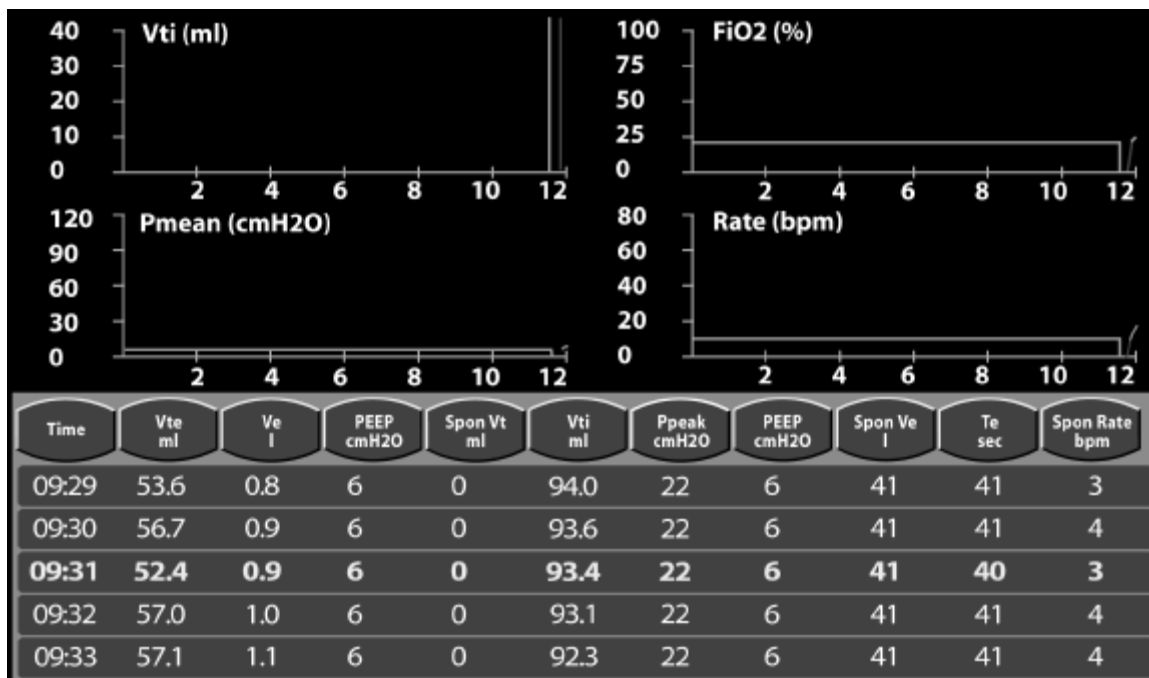 Vti (ml)
40
30
20
10
0
2 4 6 8 10 12
FiO2 (%)
100
75
50
25
0
2 4 6 8 10 12
Pmean (cmH2O)
120
90
60
30
0
2 4 6 8 10 12
Rate (bpm)
80
60
40
20
0
2 4 6 8 10 12
Time Vte ml Ve l PEEP cmH2O Spon Vt ml Vti ml Ppeak cmH2O PEEP cmH2O Spon Ve l Te sec Spon Rate bpm
09:29 53.6 0.8 6 0 94.0 22 6 41 41 3
09:30 56.7 0.9 6 0 93.6 22 6 41 41 4
09:31 52.4 0.9 6 0 93.4 22 6 41 40 3
09:32 57.0 1.0 6 0 93.1 22 6 41 41 4
09:33 57.1 1.1 6 0 92.3 22 6 41 41 4